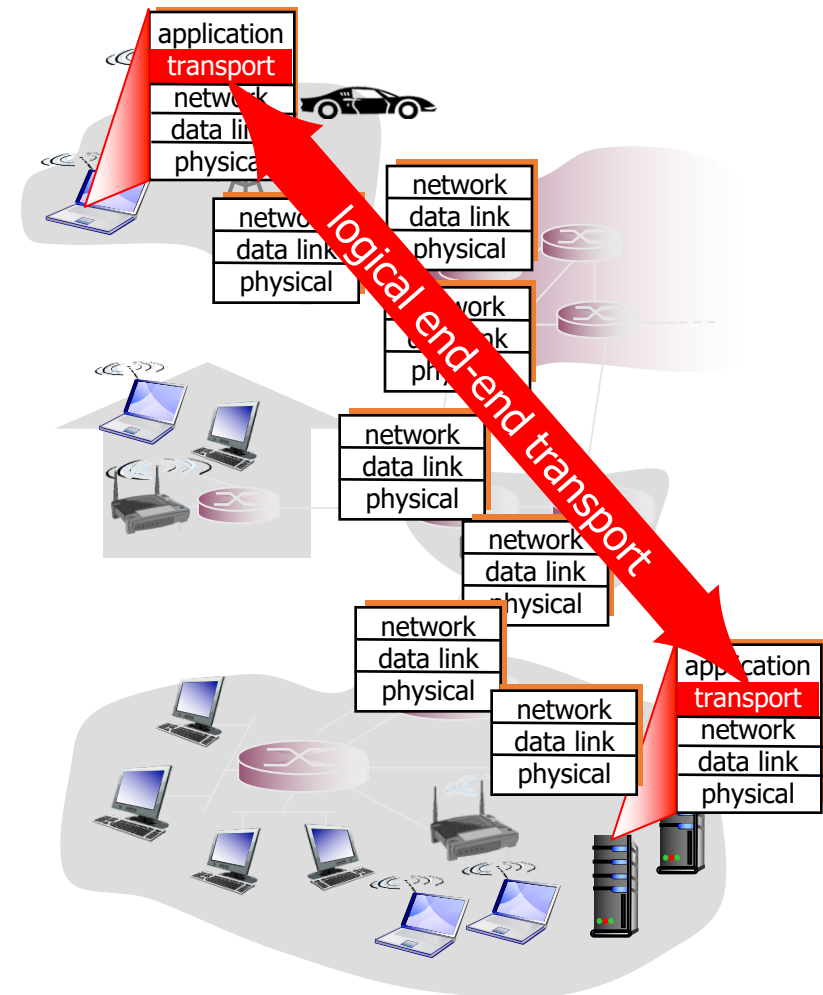 application
transport
network
data link
physical
network
data link
physical
network
data link
physical
network
data link
physical
logical end-end transport
network
data link
physical
network
data link
physical
network
data link
physical
network
data link
physical
application
transport
network
data link
physical